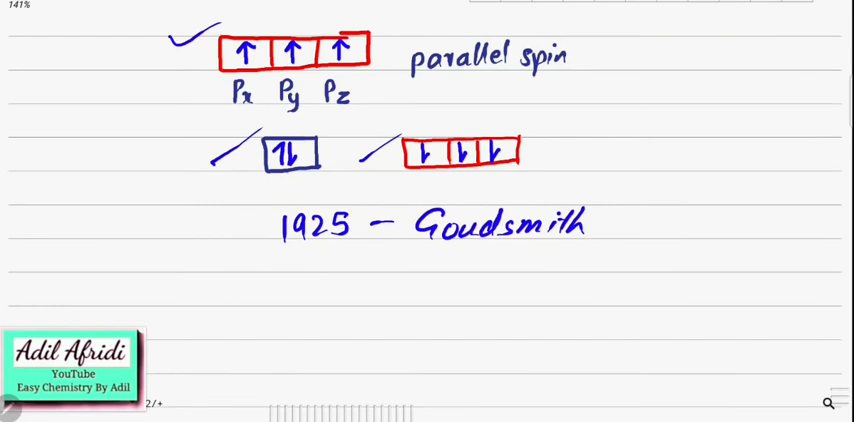 141%
parallel spin
Px Py Pz
1925 - Goudsmith
Adil Afridi
YouTube
Easy Chemistry By Adil
2/+